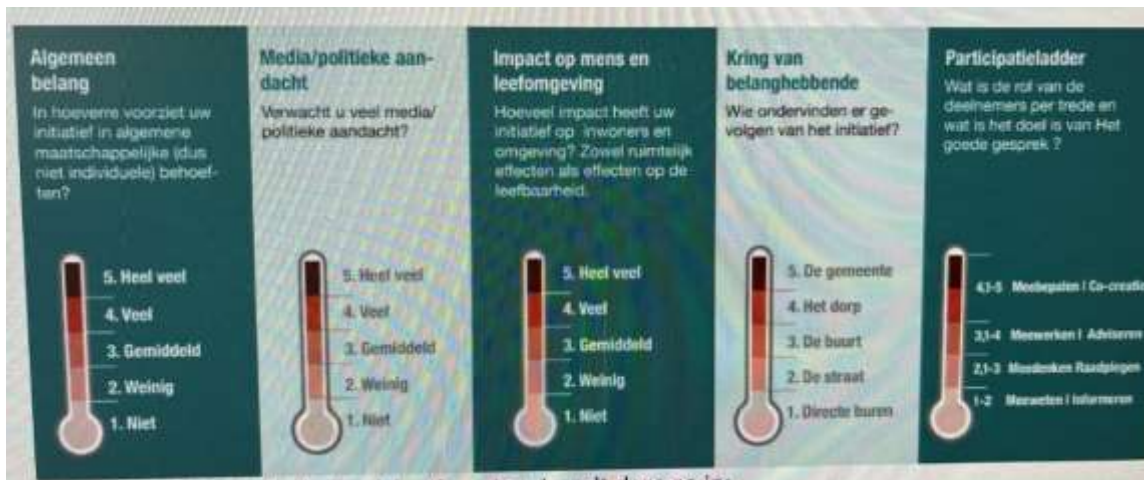 Algemeen
belang
In hoeverre voorziet uw
initiatief in algemene
maatschappelijke (dus
niet individuele) behoef-
ten?
5. Heel veel
4. Veel
3. Gemiddeld
2. Weinig
1. Niet
Media/politieke aan-
dacht
Verwacht u veel media/
politieke aandacht?
5. Heel veel
4. Veel
3. Gemiddeld
2. Weinig
1. Niet
Impact op mens en
leefomgeving
Hoeveel impact heeft uw
initiatief op inwoners en
omgeving? Zowel ruimtelijk
effecten als effecten op de
leefbaarheid.
5. Heel veel
4. Veel
3. Gemiddeld
2. Weinig
1. Niet
Kring van
belanghebbende
Wie ondervinden er ge-
volgen van het initiatief?
5. De gemeente
4. Het dorp
3. De buurt
2. De straat
1. Directe buren
Participatieladder
Wat is de rol van de
deelnemers per trede en
wat is het doel is van Het
goede gesprek ?
4,1-5 Meebepalen | Co-creatie
3,1-4 Meewerken | Adviseren
2,1-3 Meedenken Raadplegen
1-2 Meeweten | Informeren